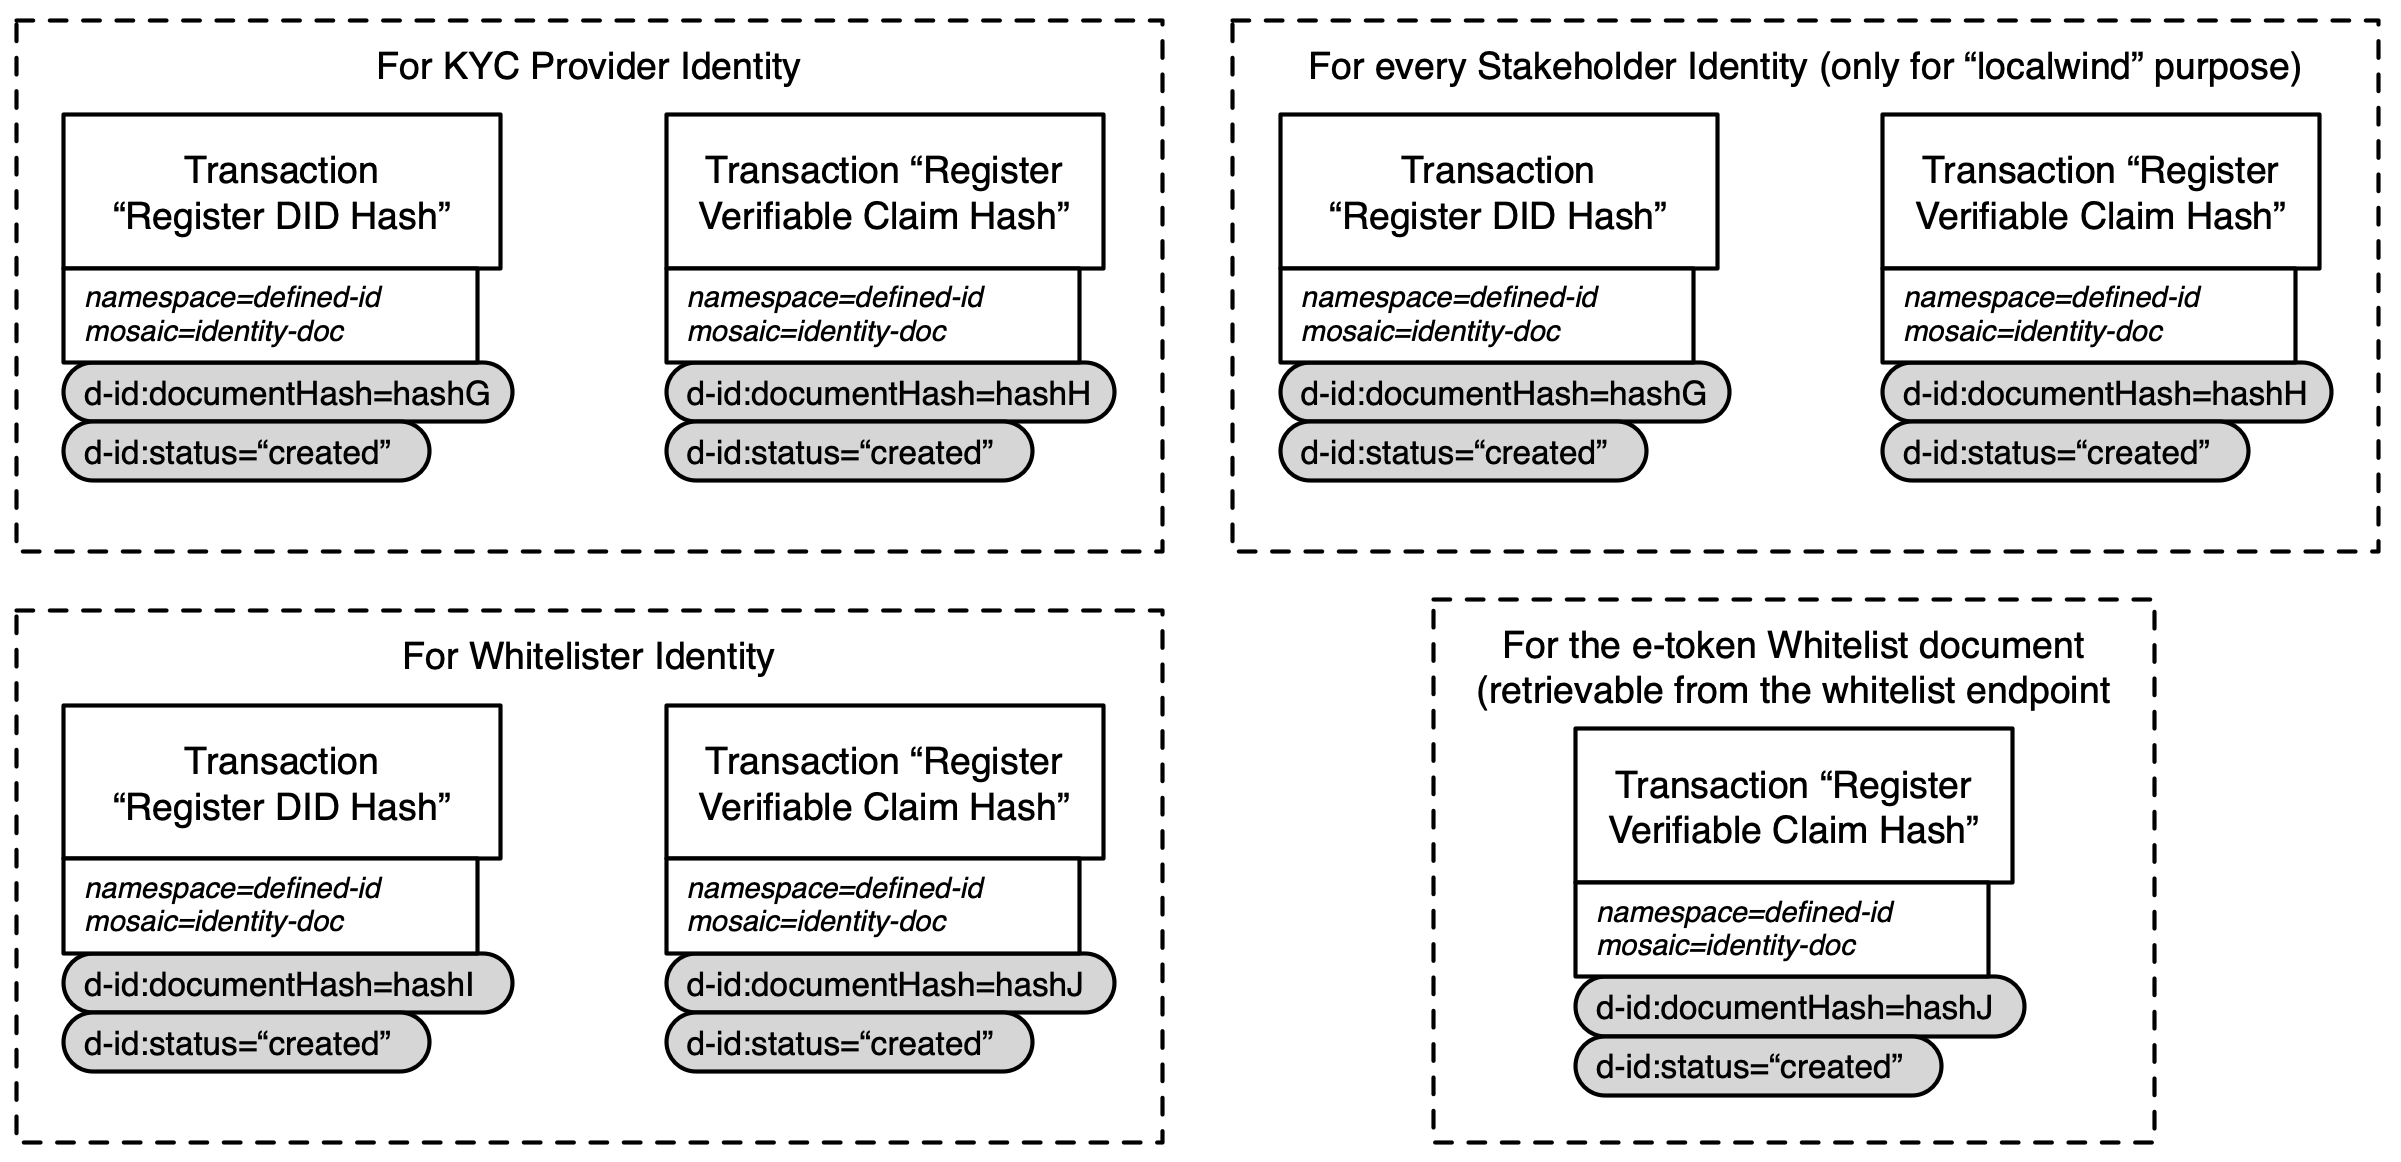 For KYC Provider Identity
Transaction
“Register DID Hash”
namespace=defined-id
mosaic=identity-doc
d-id:documentHash=hashG
d-id:status=“created”
Transaction “Register
Verifiable Claim Hash”
namespace=defined-id
mosaic=identity-doc
d-id:documentHash=hashH
d-id:status=“created”
For every Stakeholder Identity (only for “localwind” purpose)
Transaction
“Register DID Hash”
namespace=defined-id
mosaic=identity-doc
d-id:documentHash=hashG
d-id:status=“created”
Transaction “Register
Verifiable Claim Hash”
namespace=defined-id
mosaic=identity-doc
d-id:documentHash=hashH
d-id:status=“created”
For Whitelister Identity
Transaction
“Register DID Hash”
namespace=defined-id
mosaic=identity-doc
d-id:documentHash=hashI
d-id:status=“created”
Transaction “Register
Verifiable Claim Hash”
namespace=defined-id
mosaic=identity-doc
d-id:documentHash=hashJ
d-id:status=“created”
For the e-token Whitelist document
(retrievable from the whitelist endpoint
Transaction “Register
Verifiable Claim Hash”
namespace=defined-id
mosaic=identity-doc
d-id:documentHash=hashJ
d-id:status=“created”